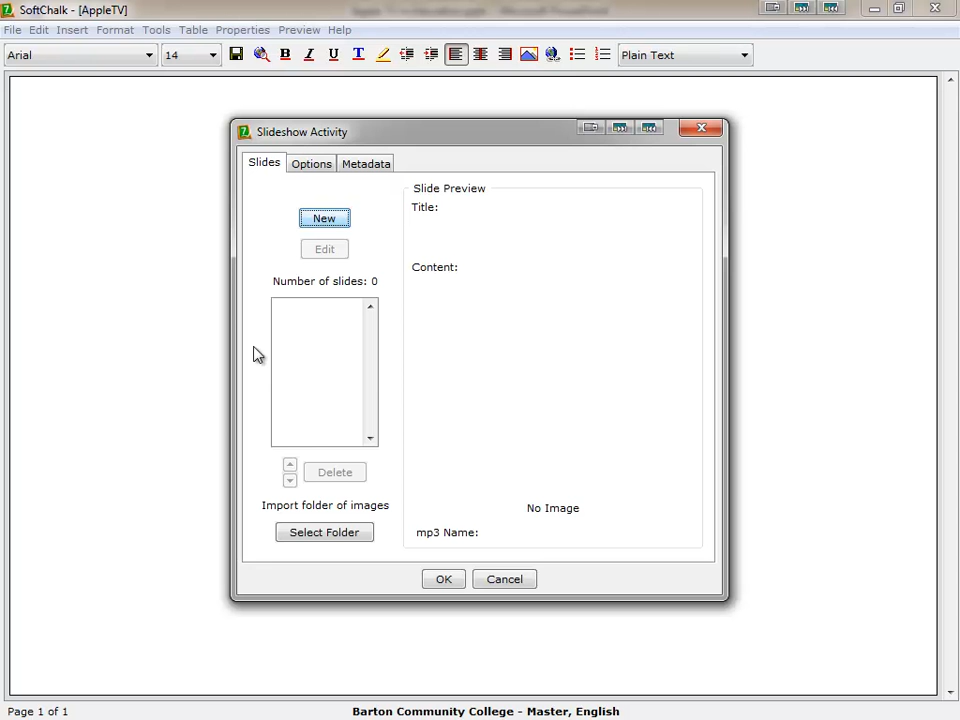 SoftChalk - [AppleTV]
File Edit Insert Format Tools Table Properties Preview Help
Arial 14 B I U T Plain Text
Slideshow Activity
Slides Options Metadata
New
Edit
Number of slides: 0
Delete
Import folder of images
Select Folder
Slide Preview
Title:
Content:
No Image
mp3 Name:
OK Cancel
Page 1 of 1 Barton Community College - Master, English